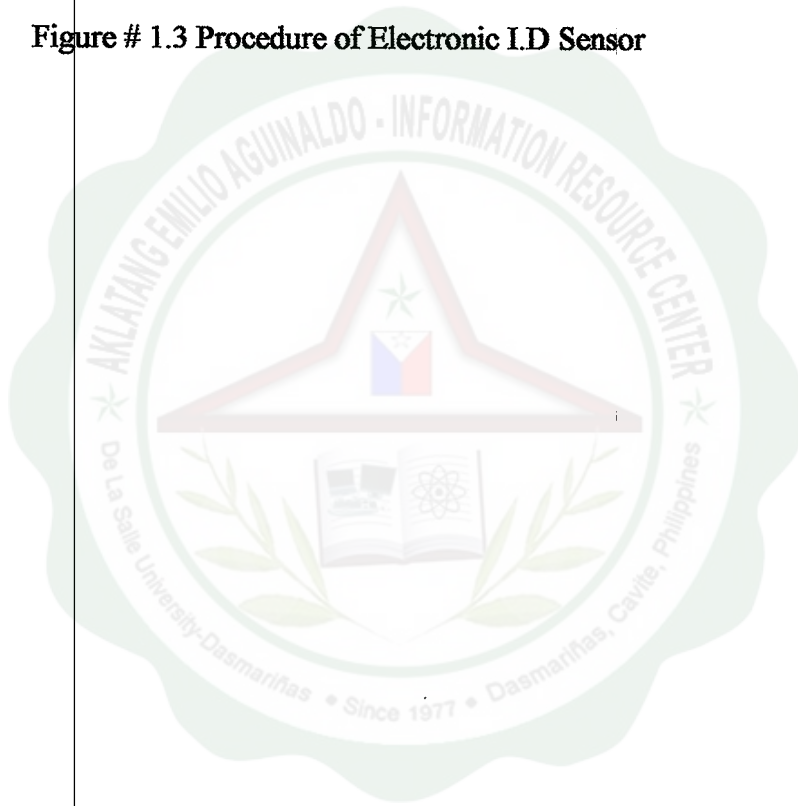 Figure # 1.3 Procedure of Electronic I.D Sensor
AKLATANG EMILIO AGUINALDO - INFORMATION RESOURCE CENTER
De La Salle University-Dasmariñas • Since 1977 • Dasmariñas, Cavite, Philippines